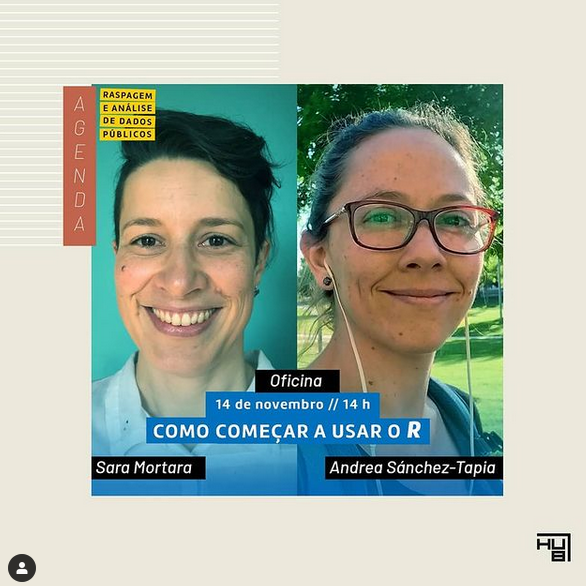 AGENDA
RASPAGEM
E ANÁLISE
DE DADOS
PÚBLICOS
Oficina
14 de novembro // 14 h
COMO COMEÇAR A USAR O R
Sara Mortara
Andrea Sánchez-Tapia
HUB